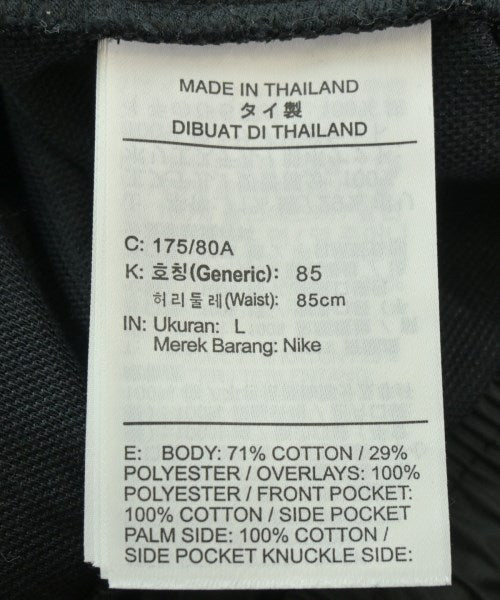 MADE IN THAILAND
タイ製
DIBUAT DI THAILAND
C: 175/80A
K: 호칭(Generic): 85
허리둘레(Waist): 85cm
IN: Ukuran: L
Merek Barang: Nike
E: BODY: 71% COTTON / 29%
POLYESTER / OVERLAYS: 100%
POLYESTER / FRONT POCKET:
100% COTTON / SIDE POCKET
PALM SIDE: 100% COTTON /
SIDE POCKET KNUCKLE SIDE: